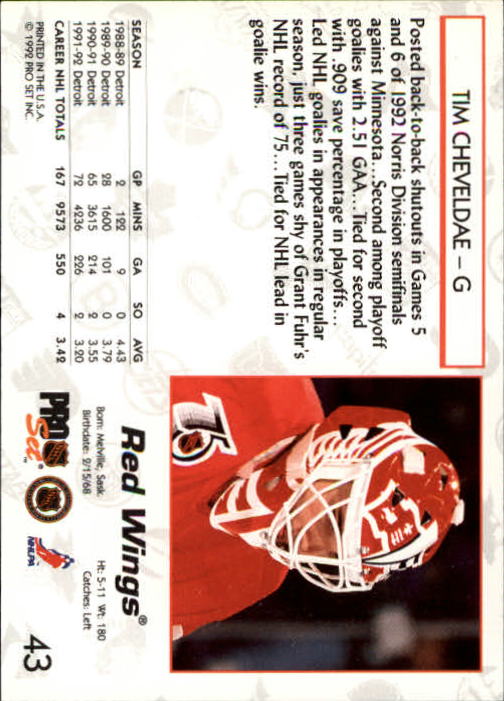 TIM CHEVELDAE – G
Posted back-to-back shutouts in Games 5
and 6 of 1992 Norris Division semifinals
against Minnesota...Second among playoff
goalies with 2.51 GAA...Tied for second
with .909 save percentage in playoffs...
Led NHL goalies in appearances in regular
season, just three games shy of Grant Fuhr's
NHL record of 75...Tied for NHL lead in
goalie wins.
SEASON GP MINS GA SO AVG
1988-89 Detroit 2 122 9 0 4.43
1989-90 Detroit 28 1600 101 0 3.79
1990-91 Detroit 65 3615 214 2 3.55
1991-92 Detroit 72 4236 226 2 3.20
CAREER NHL TOTALS 167 9573 550 4 3.42
PRINTED IN THE U.S.A.
© 1992 PRO SET INC.
75
Red Wings®
Born: Melville, Sask. Ht: 5-11 Wt: 180
Birthdate: 2/15/68 Catches: Left
PRO Set™ NHL ® NHLPA 43